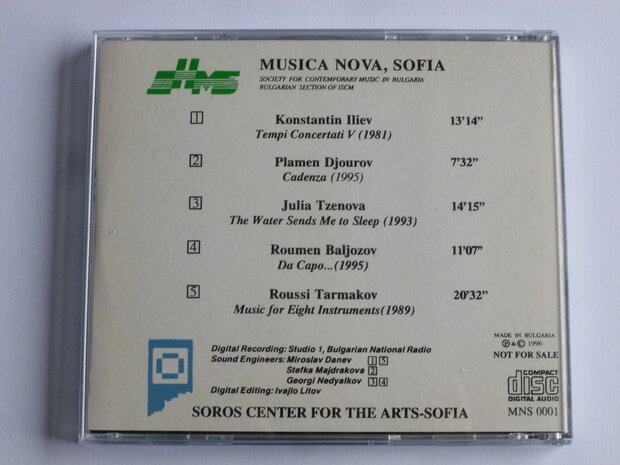 MUSICA NOVA, SOFIA
SOCIETY FOR CONTEMPORARY MUSIC IN BULGARIA
BULGARIAN SECTION OF ISCM
1 Konstantin Iliev 13'14"
Tempi Concertati V (1981)
2 Plamen Djourov 7'32"
Cadenza (1995)
3 Julia Tzenova 14'15"
The Water Sends Me to Sleep (1993)
4 Roumen Baljozov 11'07"
Da Capo...(1995)
5 Roussi Tarmakov 20'32"
Music for Eight Instruments(1989)
Digital Recording: Studio 1, Bulgarian National Radio
Sound Engineers: Miroslav Danev 1 5
Stefka Majdrakova 2
Georgi Nedyalkov 3 4
Digital Editing: Ivajlo Litov
SOROS CENTER FOR THE ARTS-SOFIA
MADE IN BULGARIA
℗ & © 1996
NOT FOR SALE
COMPACT
disc
DIGITAL AUDIO
MNS 0001